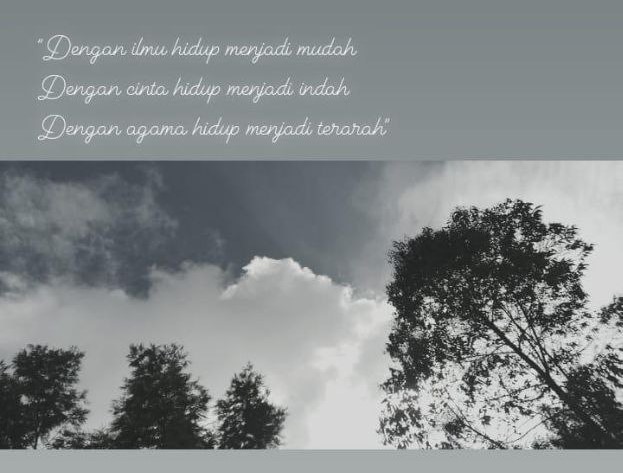 "Dengan ilmu hidup menjadi mudah
Dengan cinta hidup menjadi indah
Dengan agama hidup menjadi terarah"